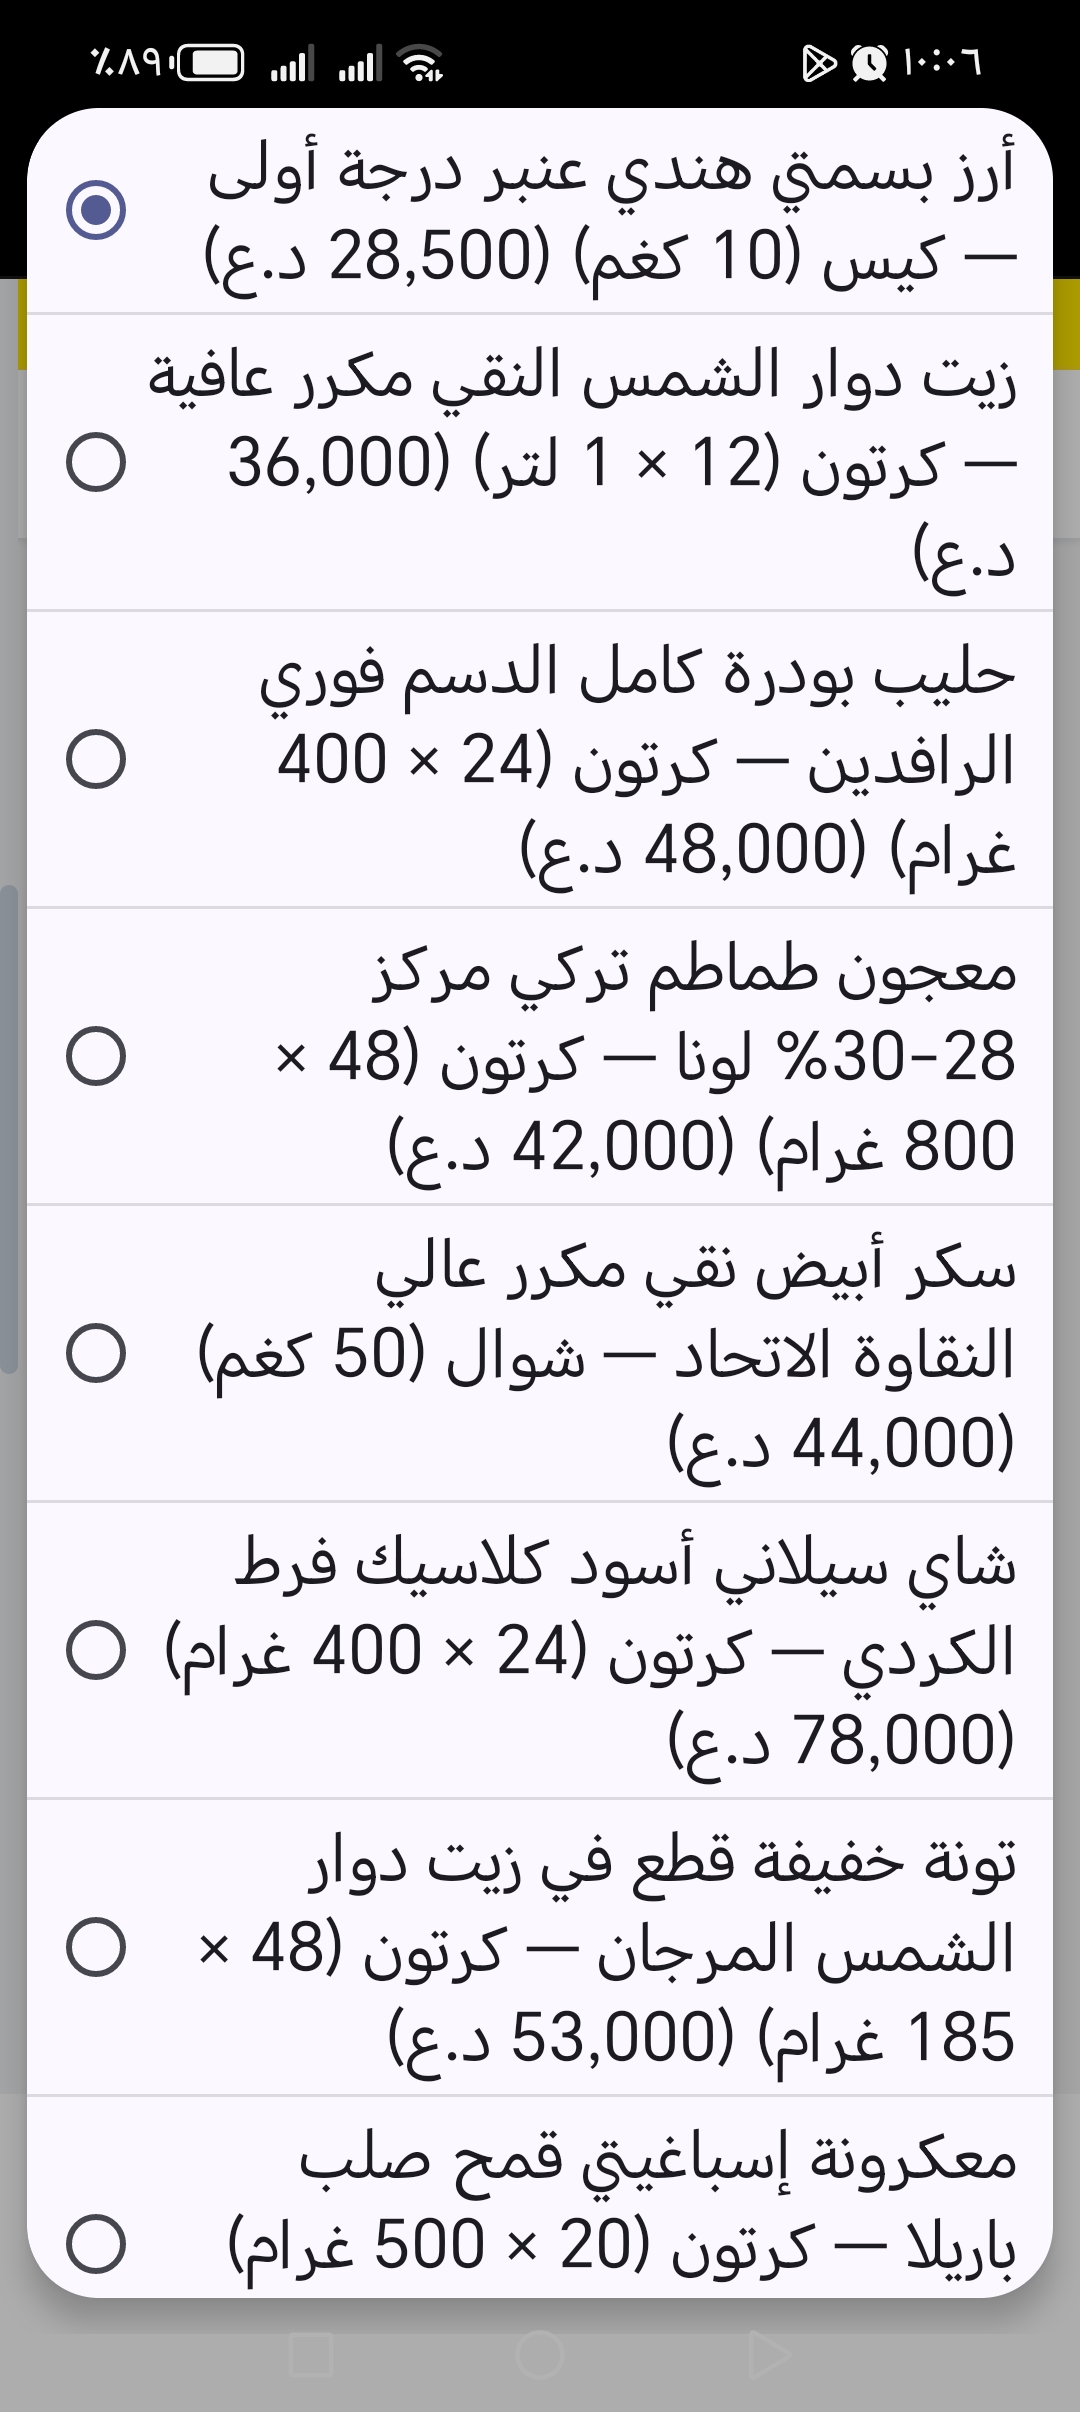 ٪٨٩
١٠:٠٦
أرز بسمتي هندي عنبر درجة أولى
— كيس (10 كغم) (28,500 د.ع)
زيت دوار الشمس النقي مكرر عافية
— كرتون (12 × 1 لتر) (36,000
د.ع)
حليب بودرة كامل الدسم فوري
الرافدين — كرتون (24 × 400
غرام) (48,000 د.ع)
معجون طماطم تركي مركز
28–30% لونا — كرتون (48 ×
800 غرام) (42,000 د.ع)
سكر أبيض نقي مكرر عالي
النقاوة الاتحاد — شوال (50 كغم)
(44,000 د.ع)
شاي سيلاني أسود كلاسيك فرط
الكردي — كرتون (24 × 400 غرام)
(78,000 د.ع)
تونة خفيفة قطع في زيت دوار
الشمس المرجان — كرتون (48 ×
185 غرام) (53,000 د.ع)
معكرونة إسباغيتي قمح صلب
باريلا — كرتون (20 × 500 غرام)